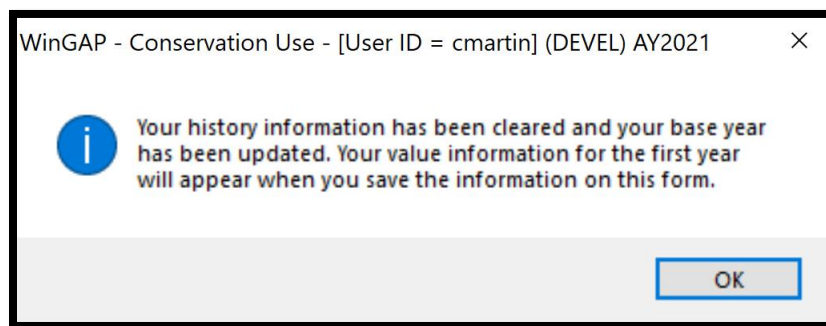 WinGAP - Conservation Use - [User ID = cmartin] (DEVEL) AY2021
Your history information has been cleared and your base year
has been updated. Your value information for the first year
will appear when you save the information on this form.
OK